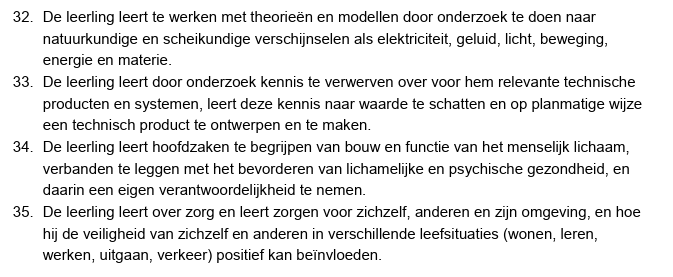 32. De leerling leert te werken met theorieën en modellen door onderzoek te doen naar
natuurkundige en scheikundige verschijnselen als elektriciteit, geluid, licht, beweging,
energie en materie.
33. De leerling leert door onderzoek kennis te verwerven over voor hem relevante technische
producten en systemen, leert deze kennis naar waarde te schatten en op planmatige wijze
een technisch product te ontwerpen en te maken.
34. De leerling leert hoofdzaken te begrijpen van bouw en functie van het menselijk lichaam,
verbanden te leggen met het bevorderen van lichamelijke en psychische gezondheid, en
daarin een eigen verantwoordelijkheid te nemen.
35. De leerling leert over zorg en leert zorgen voor zichzelf, anderen en zijn omgeving, en hoe
hij de veiligheid van zichzelf en anderen in verschillende leefsituaties (wonen, leren,
werken, uitgaan, verkeer) positief kan beïnvloeden.